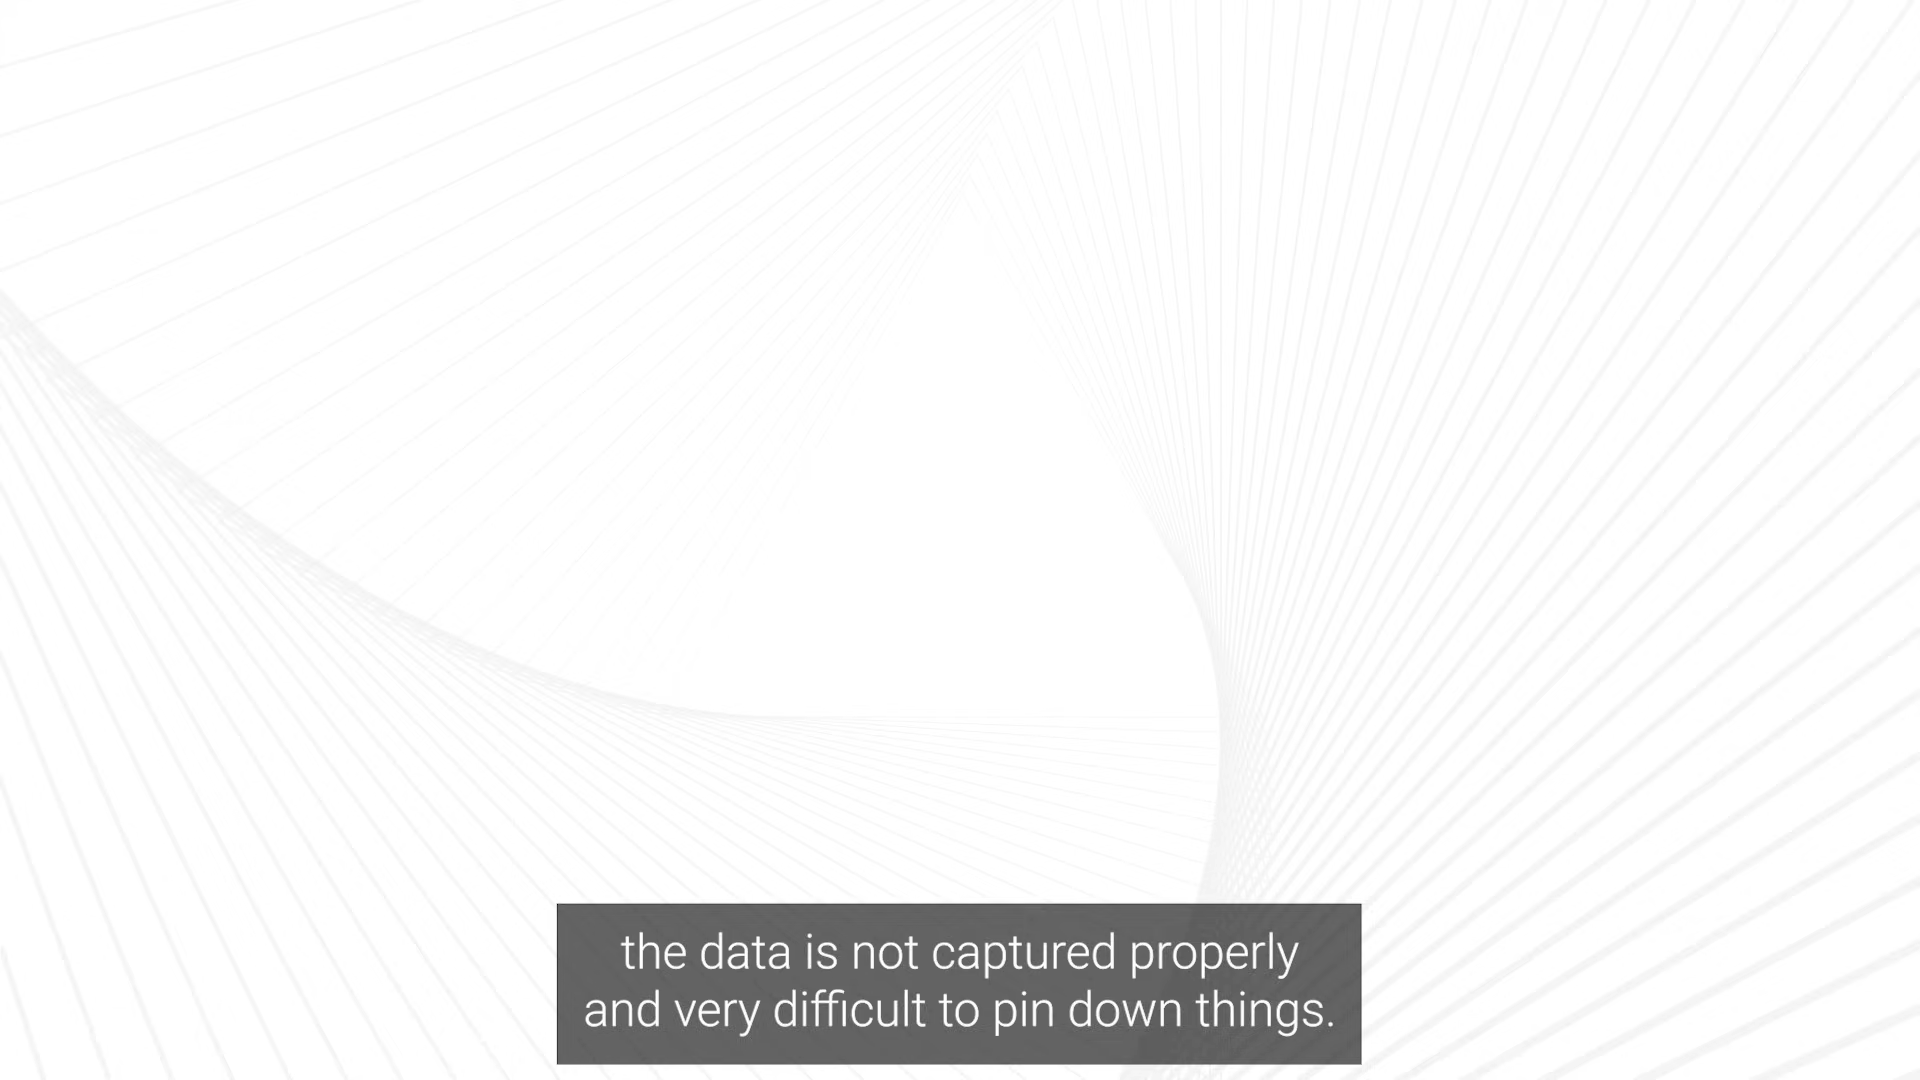 the data is not captured properly
and very difficult to pin down things.